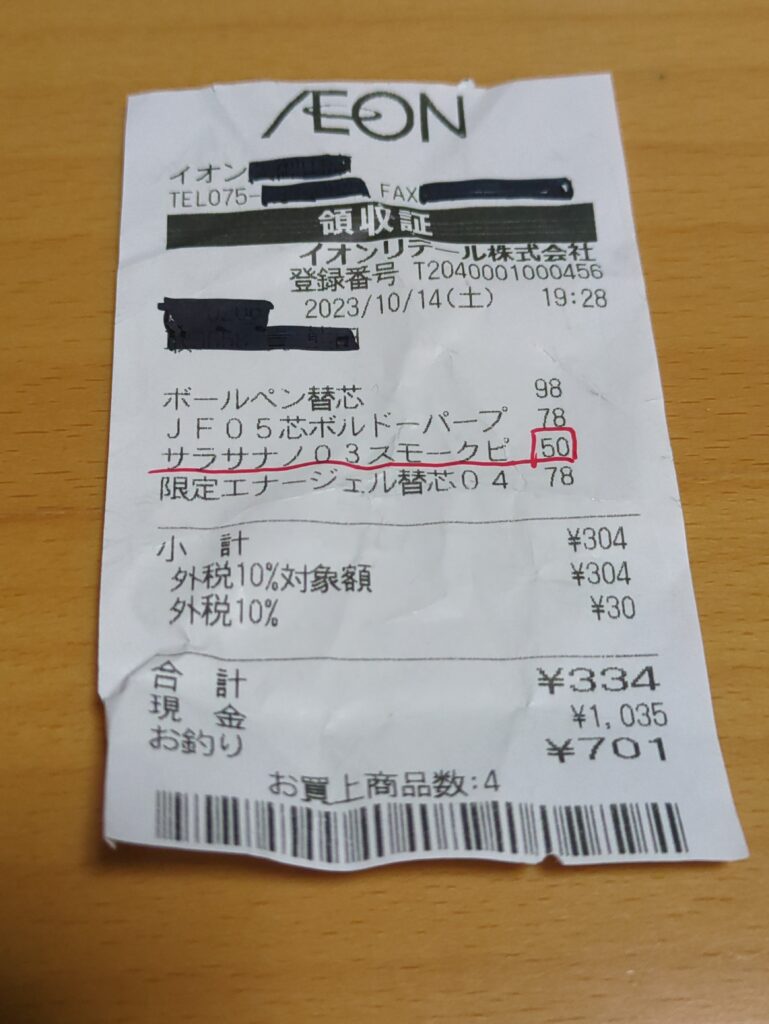 ÆON
イオン
TEL075- FAX
領収証
イオンリテール株式会社
登録番号 T2040001000456
2023/10/14(土) 19:28
ボールペン替芯 98
JF05芯ボルドーパープ 78
サラサナノ03スモークピ 50
限定エナージェル替芯04 78
小計 ¥304
外税10%対象額 ¥304
外税10% ¥30
合計 ¥334
現金 ¥1,035
お釣り ¥701
お買上商品数:4